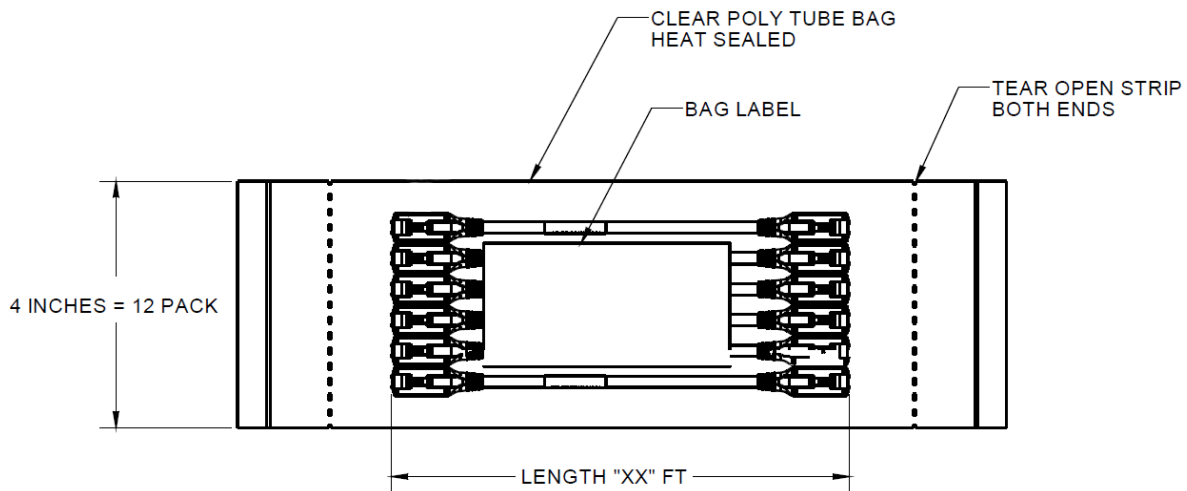 CLEAR POLY TUBE BAG
HEAT SEALED
TEAR OPEN STRIP
BOTH ENDS
BAG LABEL
4 INCHES = 12 PACK
LENGTH "XX" FT